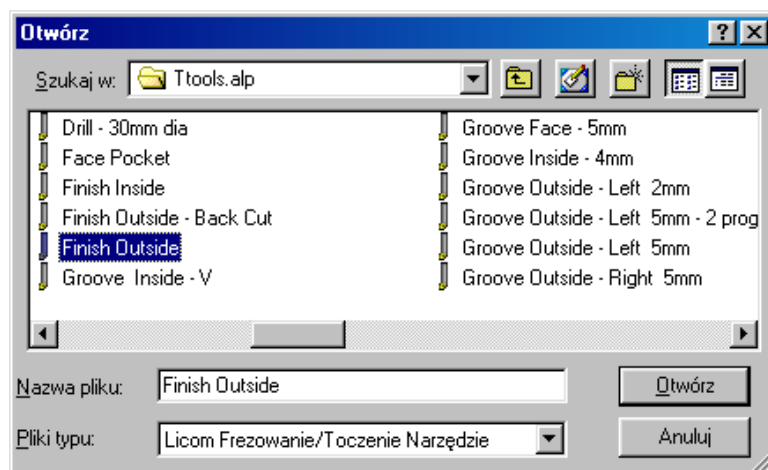 Otwórz
Szukaj w: Ttools.alp
Drill - 30mm dia
Face Pocket
Finish Inside
Finish Outside - Back Cut
Finish Outside
Groove  Inside - V
Groove Face - 5mm
Groove Inside - 4mm
Groove Outside - Left  2mm
Groove Outside - Left  5mm - 2 prog
Groove Outside - Left  5mm
Groove Outside - Right  5mm
Nazwa pliku: Finish Outside Otwórz
Pliki typu: Licom Frezowanie/Toczenie Narzędzie Anuluj